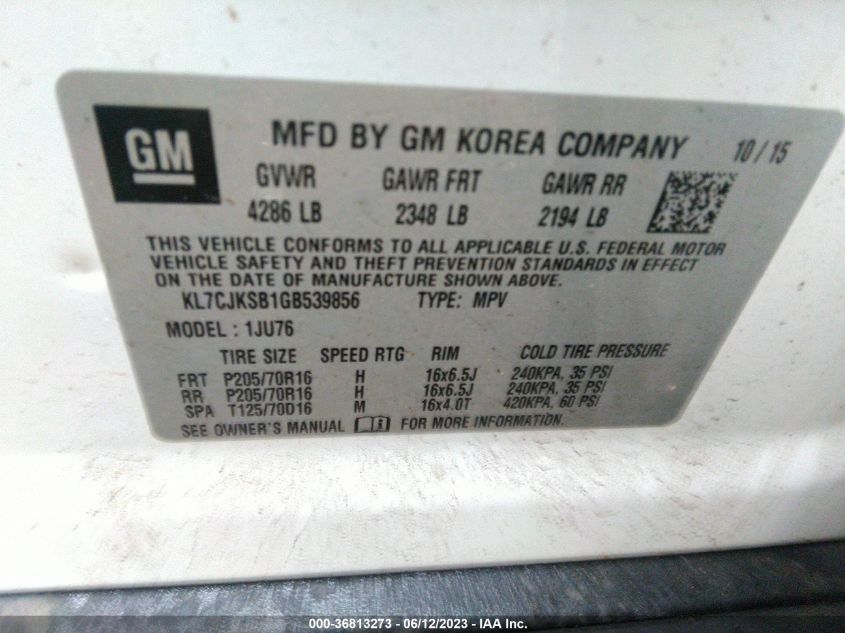 GM
MFD BY GM KOREA COMPANY 10/15
GVWR GAWR FRT GAWR RR
4286 LB 2348 LB 2194 LB
THIS VEHICLE CONFORMS TO ALL APPLICABLE U.S. FEDERAL MOTOR
VEHICLE SAFETY AND THEFT PREVENTION STANDARDS IN EFFECT
ON THE DATE OF MANUFACTURE SHOWN ABOVE.
KL7CJKSB1GB539856 TYPE: MPV
MODEL: 1JU76
TIRE SIZE SPEED RTG RIM COLD TIRE PRESSURE
FRT P205/70R16 H 16x6.5J 240KPA, 35 PSI
RR P205/70R16 H 16x6.5J 240KPA, 35 PSI
SPA T125/70D16 M 16x4.0T 420KPA, 60 PSI
SEE OWNER'S MANUAL FOR MORE INFORMATION
000-36813273 - 06/12/2023 - IAA Inc.